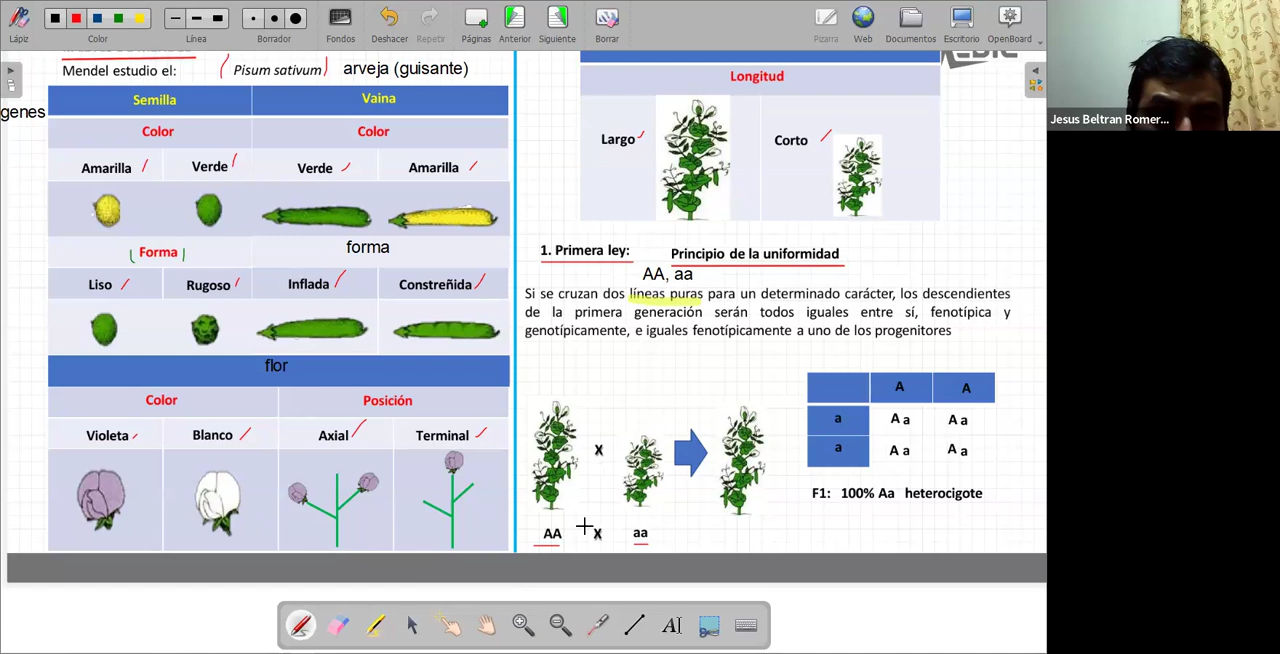 Lápiz
Color
Línea
Borrador
Fondos
Deshacer
Repetir
Páginas
Anterior
Siguiente
Borrar
Pizarra
Web
Documentos
Escritorio
OpenBoard
Mendel estudio el: Pisum sativum arveja (guisante)
genes
Semilla Vaina
Color Color
Amarilla Verde Verde Amarilla
Forma forma
Liso Rugoso Inflada Constreñida
flor
Color Posición
Violeta Blanco Axial Terminal
Longitud
Largo Corto
1. Primera ley: Principio de la uniformidad
AA, aa
Si se cruzan dos líneas puras para un determinado carácter, los descendientes
de la primera generación serán todos iguales entre sí, fenotípica y
genotípicamente, e iguales fenotípicamente a uno de los progenitores
X
AA X aa
A A
a A a A a
a A a A a
F1: 100% Aa heterocigote
Jesus Beltran Romer...